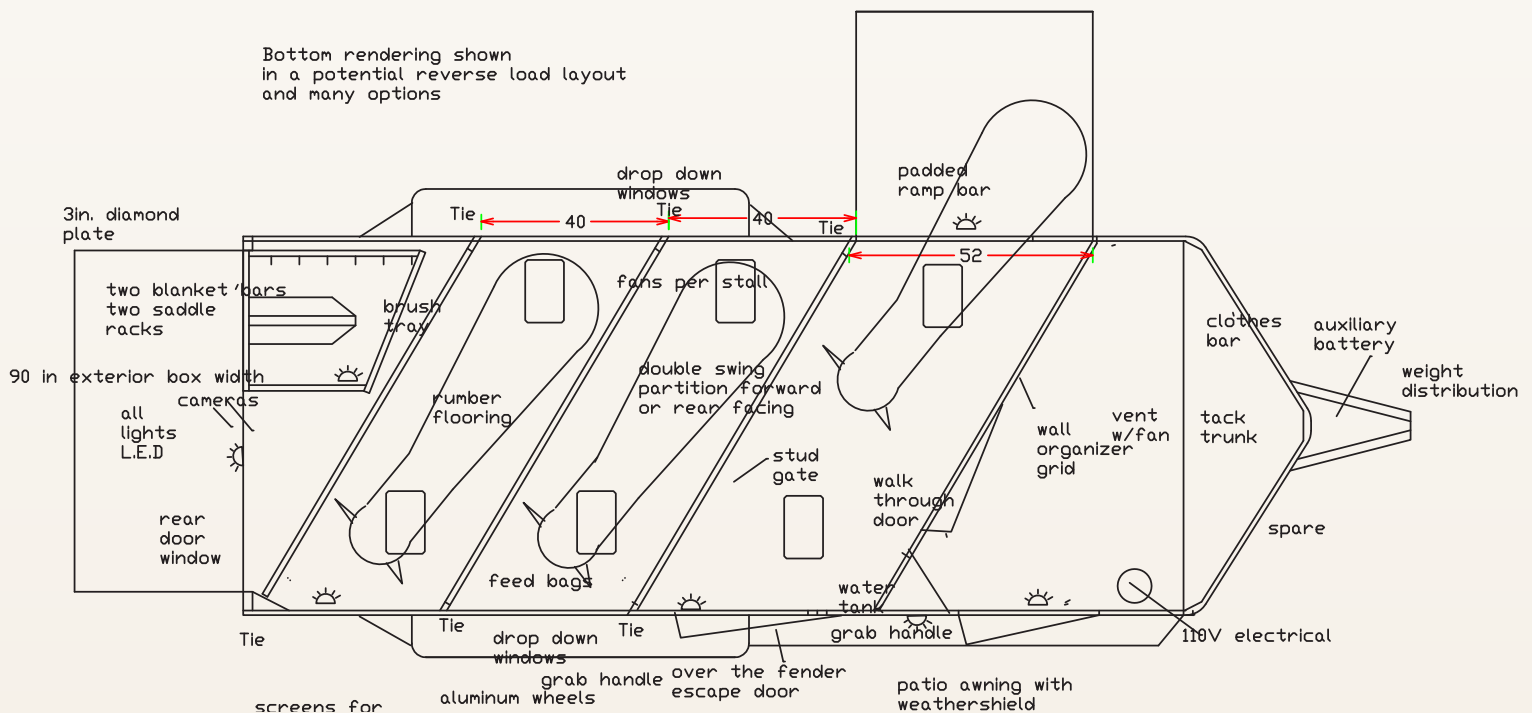 Bottom rendering shown
in a potential reverse load layout
and many options
padded
ramp bar
drop down
windows
3in. diamond
plate
Tie
Tie
Tie
40
40
52
two blanket bars
two saddle
racks
brush
tray
fans per stall
clothes
bar
auxiliary
battery
weight
distribution
90 in exterior box width
cameras
all
lights
L.E.D
rumber
flooring
double swing
partition forward
or rear facing
stud
gate
wall
organizer
grid
vent
w/fan
tack
trunk
walk
through
door
rear
door
window
spare
feed bags
water
tank
grab handle
110V electrical
Tie
Tie
Tie
drop down
windows
grab handle
over the fender
escape door
aluminum wheels
patio awning with
weathershield
screens for